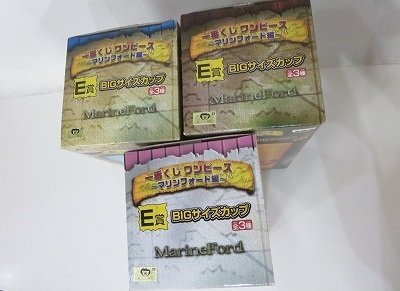 一番くじ ワンピース
～マリンフォード編～
E賞
BIGサイズカップ
全3種
MarineFord
一番くじ ワンピース
～マリンフォード編～
E賞
BIGサイズカップ
全3種
MarineFord
一番くじ ワンピース
～マリンフォード編～
E賞
BIGサイズカップ
全3種
MarineFord